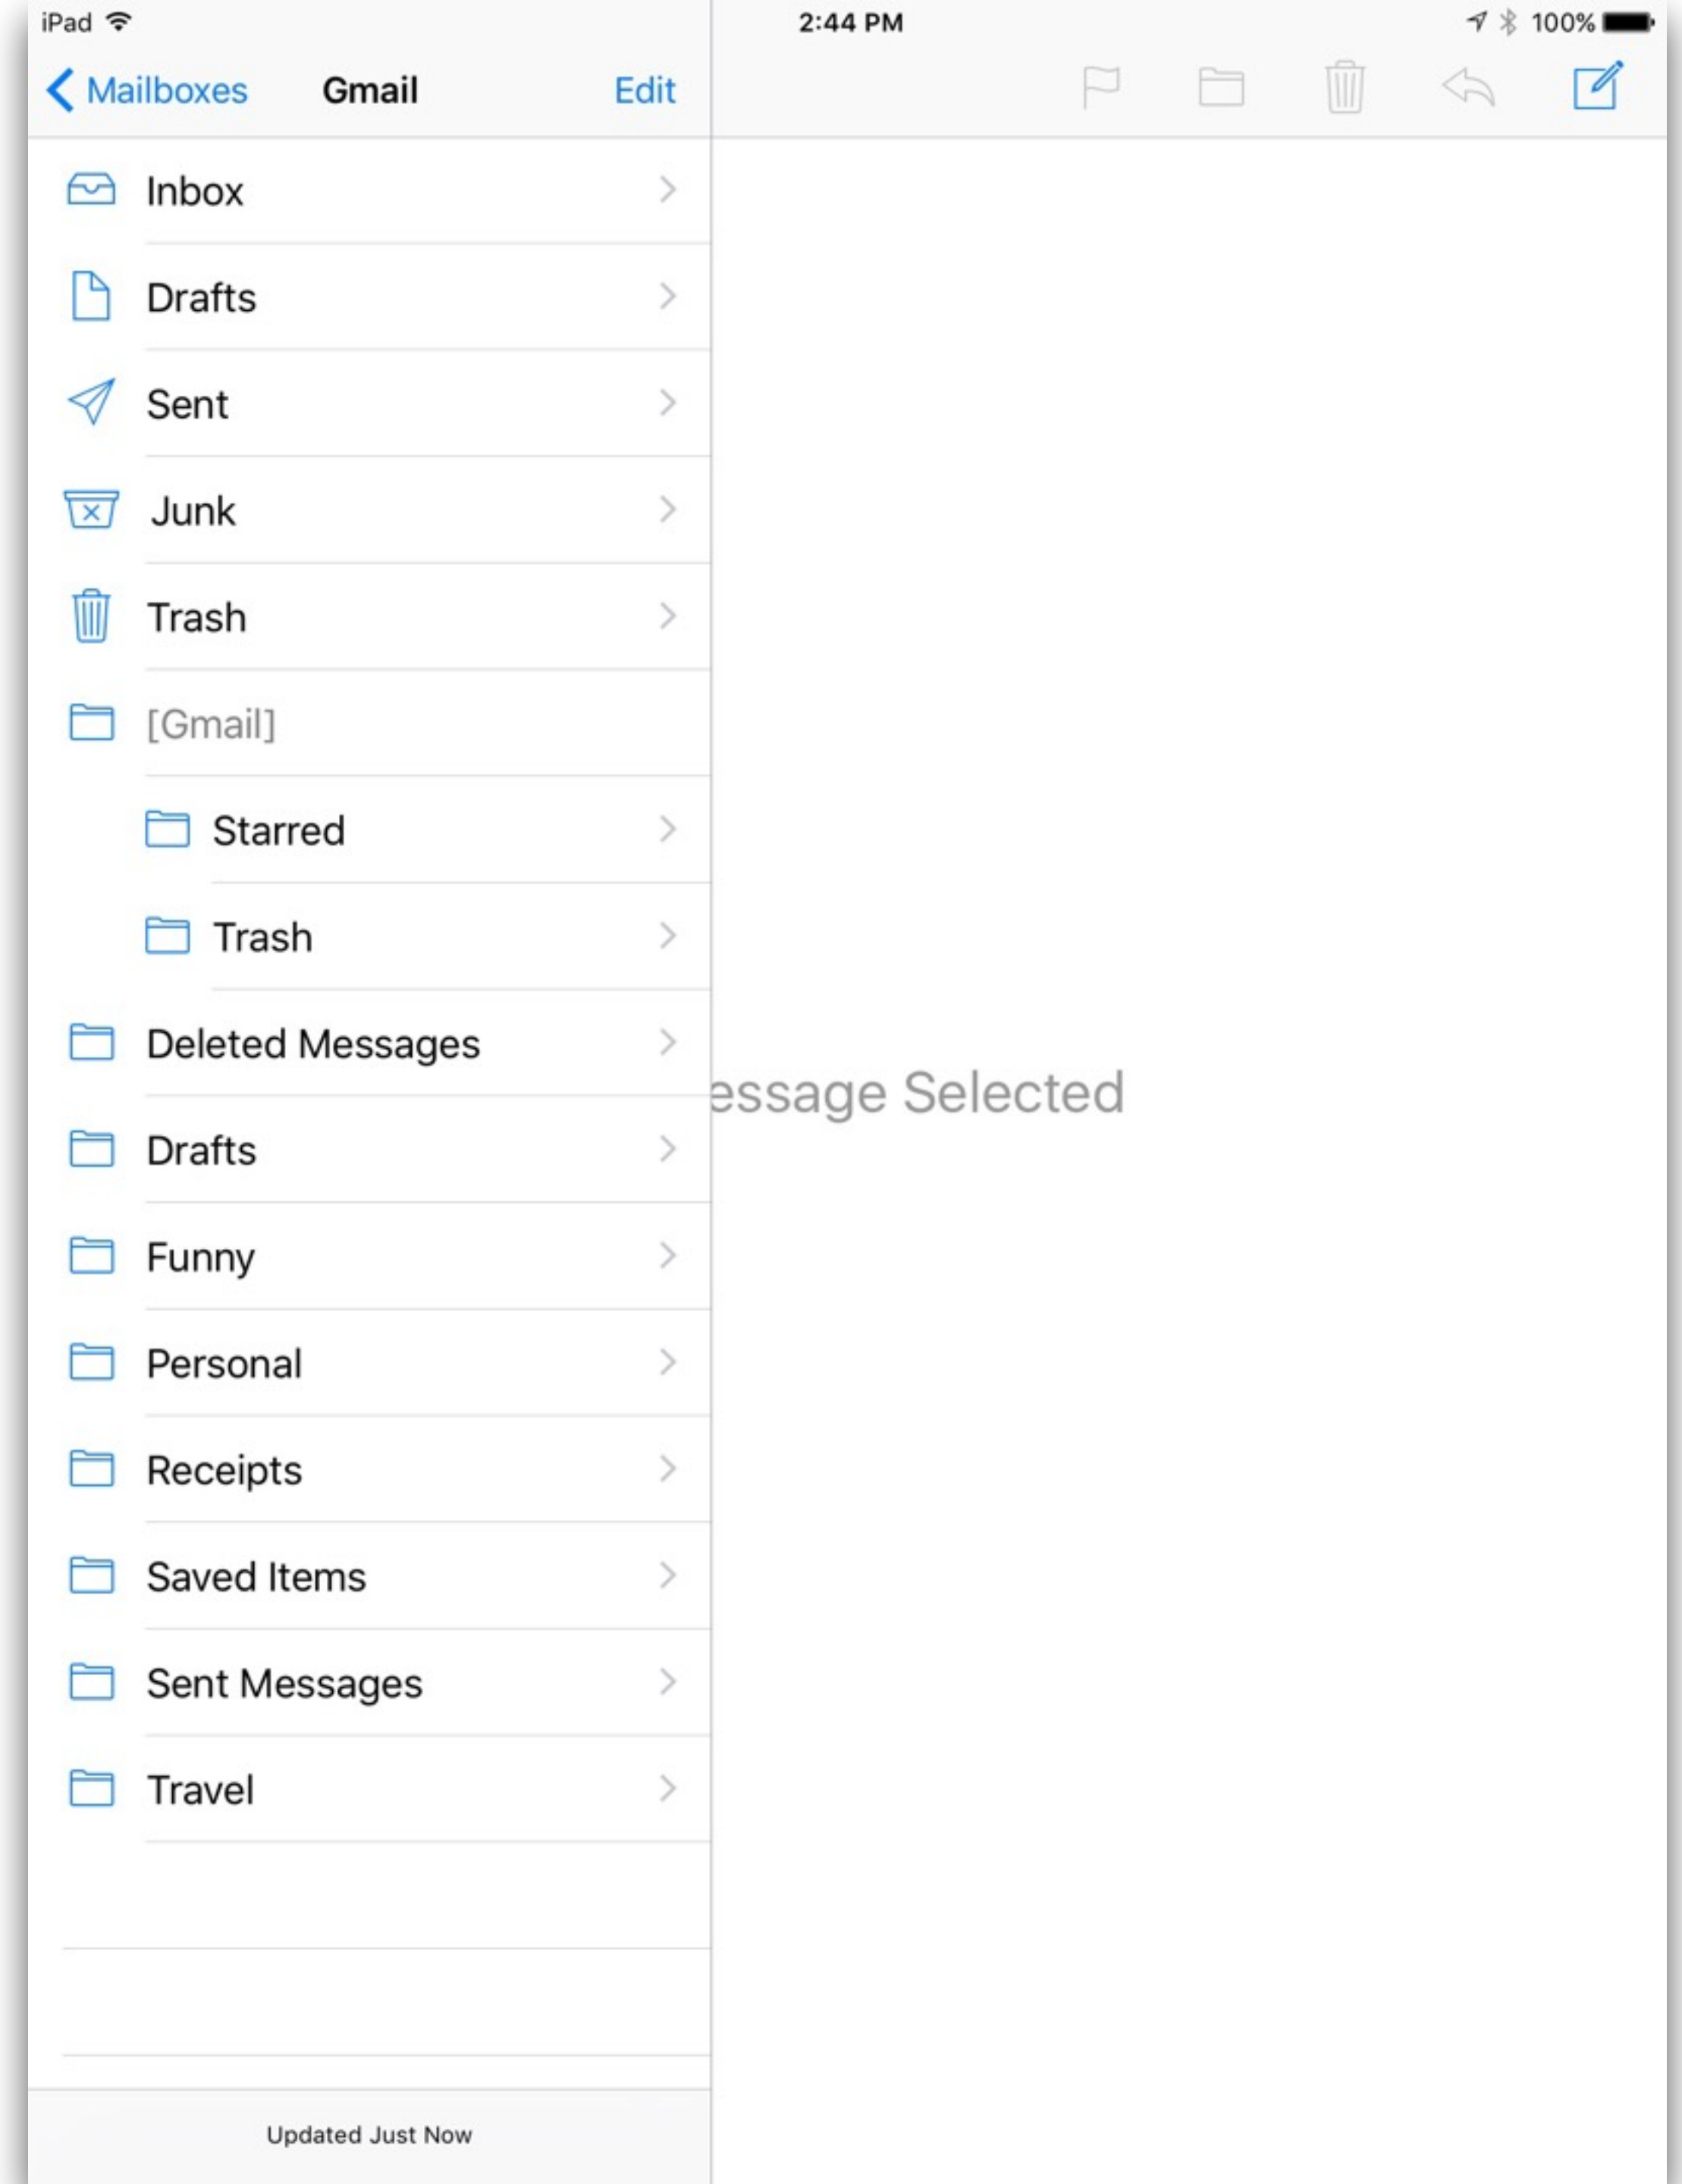 iPad 2:44 PM 100%
Mailboxes Gmail Edit
Inbox
Drafts
Sent
Junk
Trash
[Gmail]
Starred
Trash
Deleted Messages
essage Selected
Drafts
Funny
Personal
Receipts
Saved Items
Sent Messages
Travel
Updated Just Now